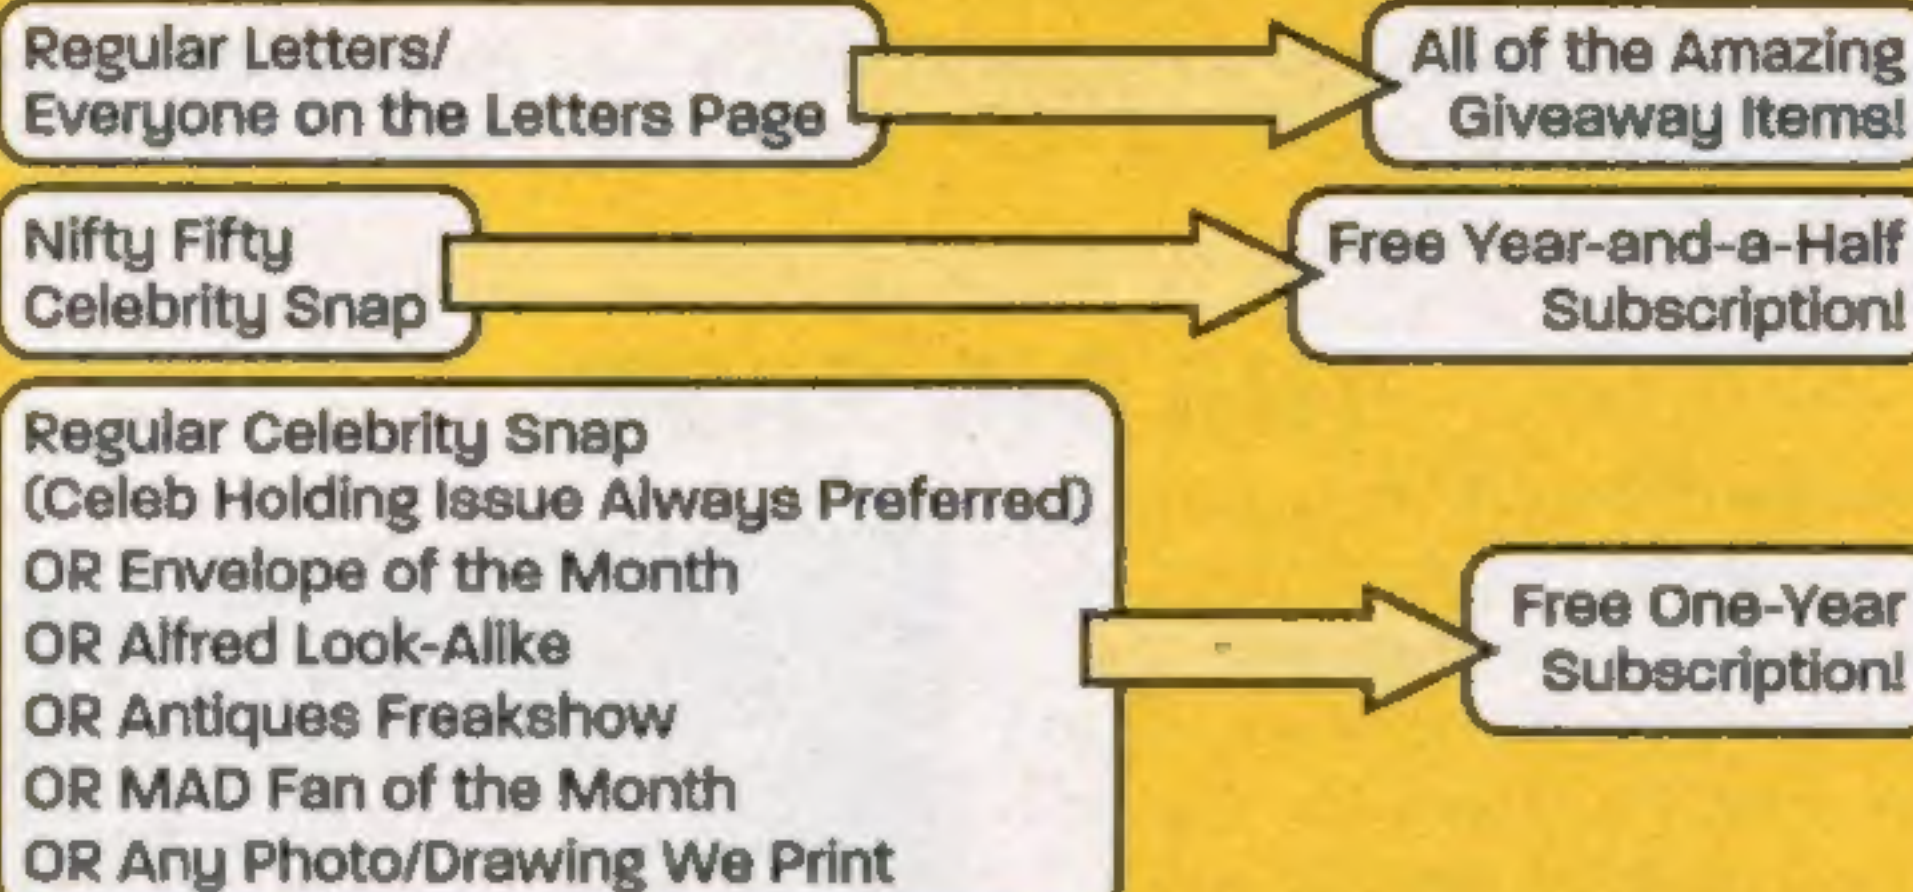 Regular Letters/
Everyone on the Letters Page
All of the Amazing
Giveaway Items!
Nifty Fifty
Celebrity Snap
Free Year-and-a-Half
Subscription!
Regular Celebrity Snap
(Celeb Holding Issue Always Preferred)
OR Envelope of the Month
OR Alfred Look-Alike
OR Antiques Freakshow
OR MAD Fan of the Month
OR Any Photo/Drawing We Print
Free One-Year
Subscription!